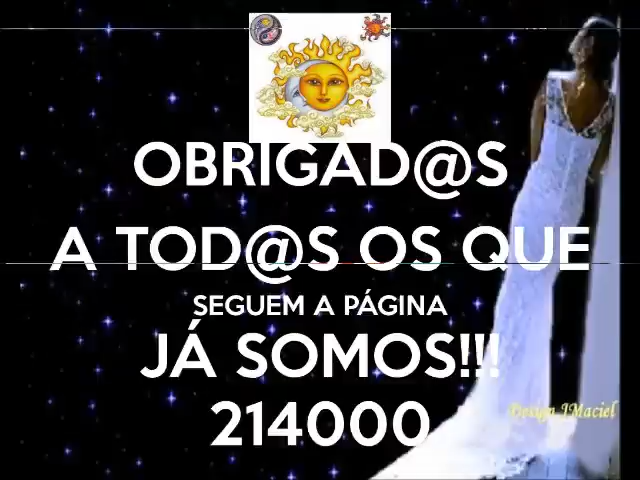 OBRIGAD@S
A TOD@S OS QUE
SEGUEM A PÁGINA
JÁ SOMOS!!!
214000
Design JMaciel